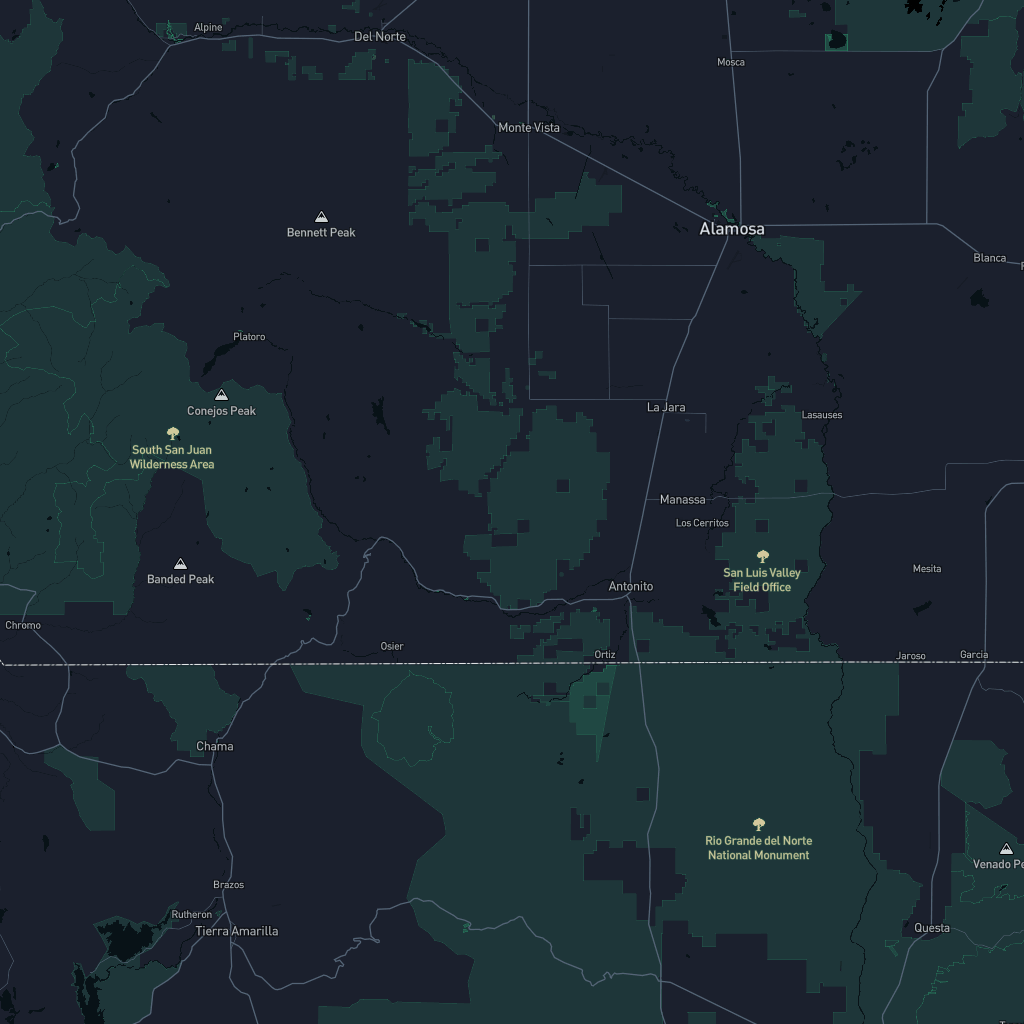 Alpine
Del Norte
Mosca
Monte Vista
Bennett Peak
Alamosa
Blanca
Platoro
Conejos Peak
La Jara
Lasauses
South San Juan
Wilderness Area
Manassa
Los Cerritos
Banded Peak
San Luis Valley
Field Office
Mesita
Antonito
Chromo
Osier
Ortiz
Jaroso
Garcia
Chama
Rio Grande del Norte
National Monument
Venado Pe
Brazos
Rutheron
Tierra Amarilla
Questa